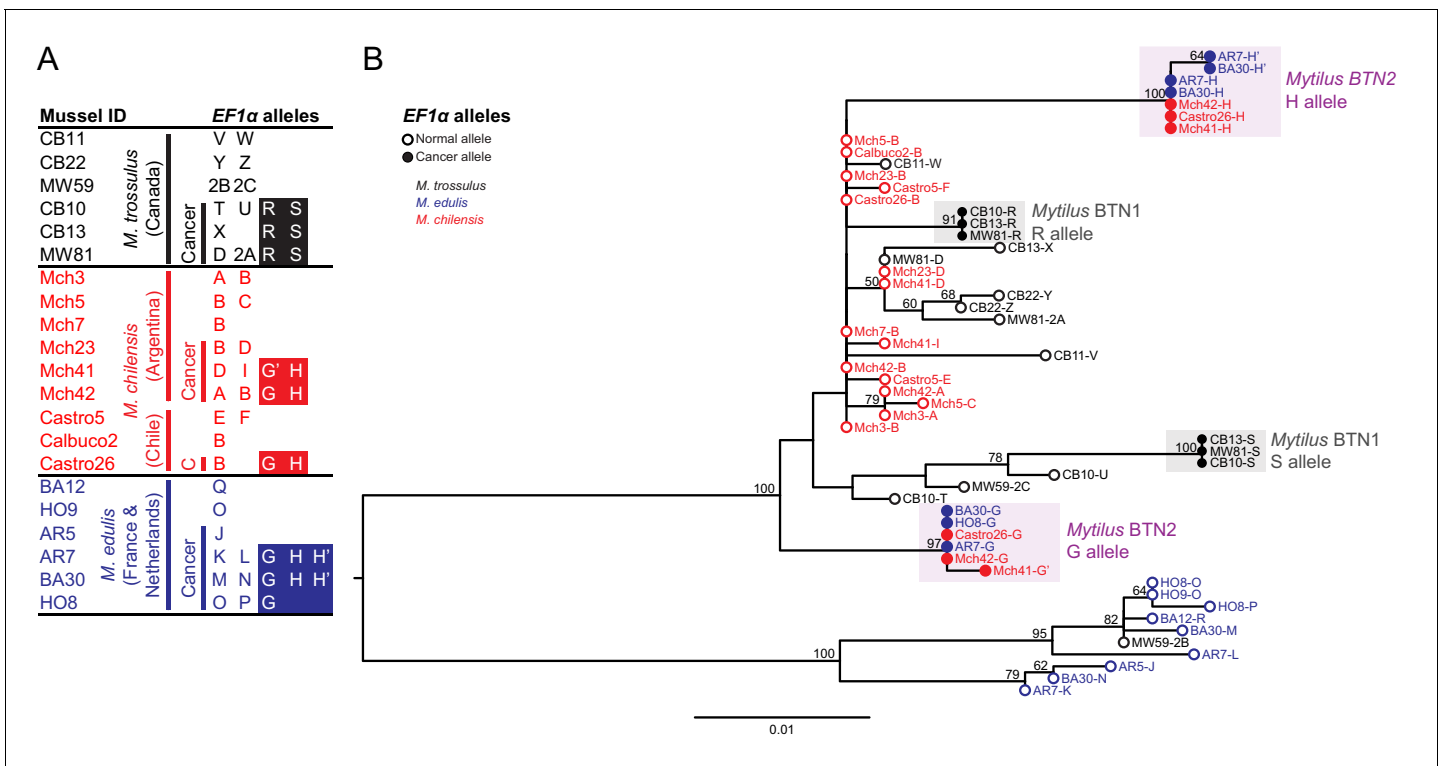 A
Mussel ID EF1α alleles
CB11 V W
CB22 Y Z
MW59 2B 2C
CB10 T U R S
CB13 X R S
MW81 D 2A R S
M. trossulus
(Canada)
Cancer
Mch3 A B
Mch5 B C
Mch7 B
Mch23 B D
Mch41 D I G' H
Mch42 A B G H
Castro5 E F
Calbuco2 B
Castro26 B G H
M. chilensis
(Argentina)
(Chile)
Cancer
C
BA12 Q
HO9 O
AR5 J
AR7 K L G H H'
BA30 M N G H H'
HO8 O P G
M. edulis
(France &
Netherlands)
Cancer
B
EF1α alleles
Normal allele
Cancer allele
M. trossulus
M. edulis
M. chilensis
64
AR7-H'
BA30-H'
AR7-H
BA30-H
100
Mch42-H
Castro26-H
Mch41-H
Mytilus BTN2
H allele
Mch5-B
Calbuco2-B
CB11-W
Mch23-B
Castro5-F
Castro26-B
91
CB10-R
CB13-R
MW81-R
Mytilus BTN1
R allele
CB13-X
MW81-D
Mch23-D
50
Mch41-D
68
CB22-Y
60
CB22-Z
MW81-2A
Mch7-B
Mch41-I
CB11-V
Mch42-B
Castro5-E
Mch42-A
79
Mch5-C
Mch3-A
Mch3-B
100
CB13-S
MW81-S
CB10-S
Mytilus BTN1
S allele
78
CB10-U
MW59-2C
CB10-T
100
BA30-G
HO8-G
Castro26-G
97
AR7-G
Mch42-G
Mch41-G'
Mytilus BTN2
G allele
HO8-O
64
HO9-O
HO8-P
82
BA12-R
BA30-M
95
MW59-2B
AR7-L
100
62
AR5-J
79
BA30-N
AR7-K
0.01